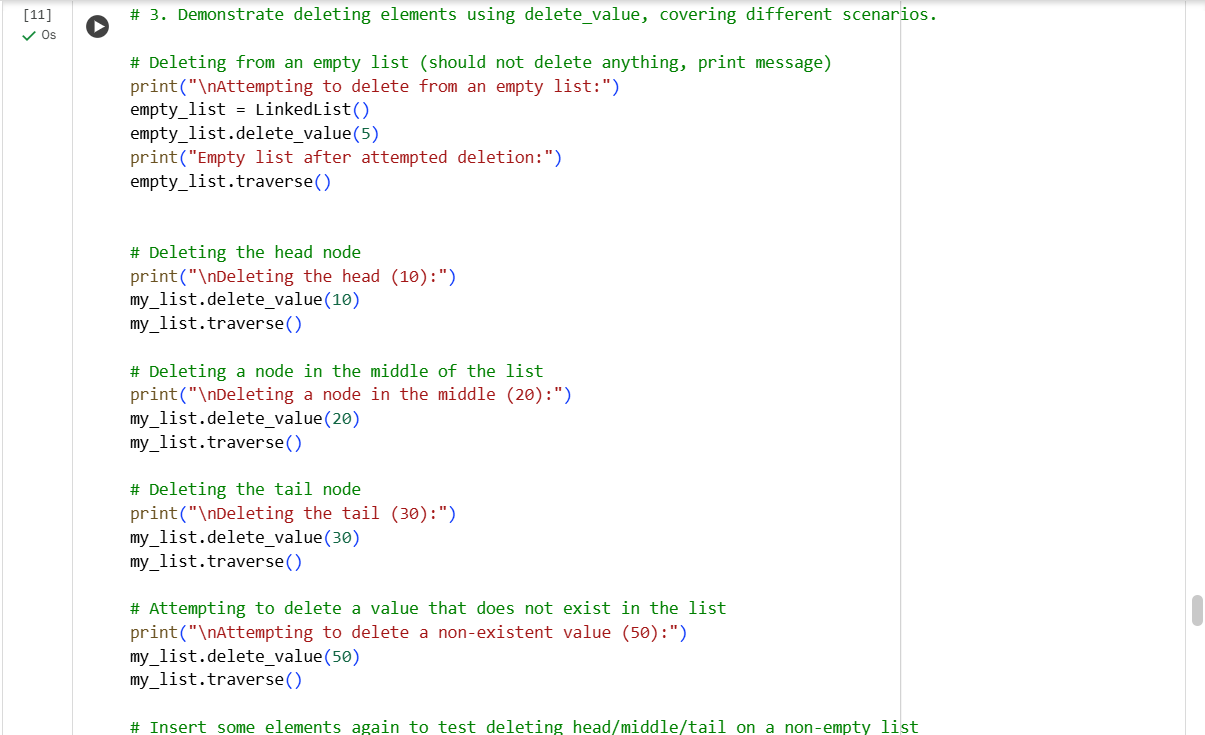 [11]
0s
# 3. Demonstrate deleting elements using delete_value, covering different scenarios.
# Deleting from an empty list (should not delete anything, print message)
print("\nAttempting to delete from an empty list:")
empty_list = LinkedList()
empty_list.delete_value(5)
print("Empty list after attempted deletion:")
empty_list.traverse()
# Deleting the head node
print("\nDeleting the head (10):")
my_list.delete_value(10)
my_list.traverse()
# Deleting a node in the middle of the list
print("\nDeleting a node in the middle (20):")
my_list.delete_value(20)
my_list.traverse()
# Deleting the tail node
print("\nDeleting the tail (30):")
my_list.delete_value(30)
my_list.traverse()
# Attempting to delete a value that does not exist in the list
print("\nAttempting to delete a non-existent value (50):")
my_list.delete_value(50)
my_list.traverse()
# Insert some elements again to test deleting head/middle/tail on a non-empty list